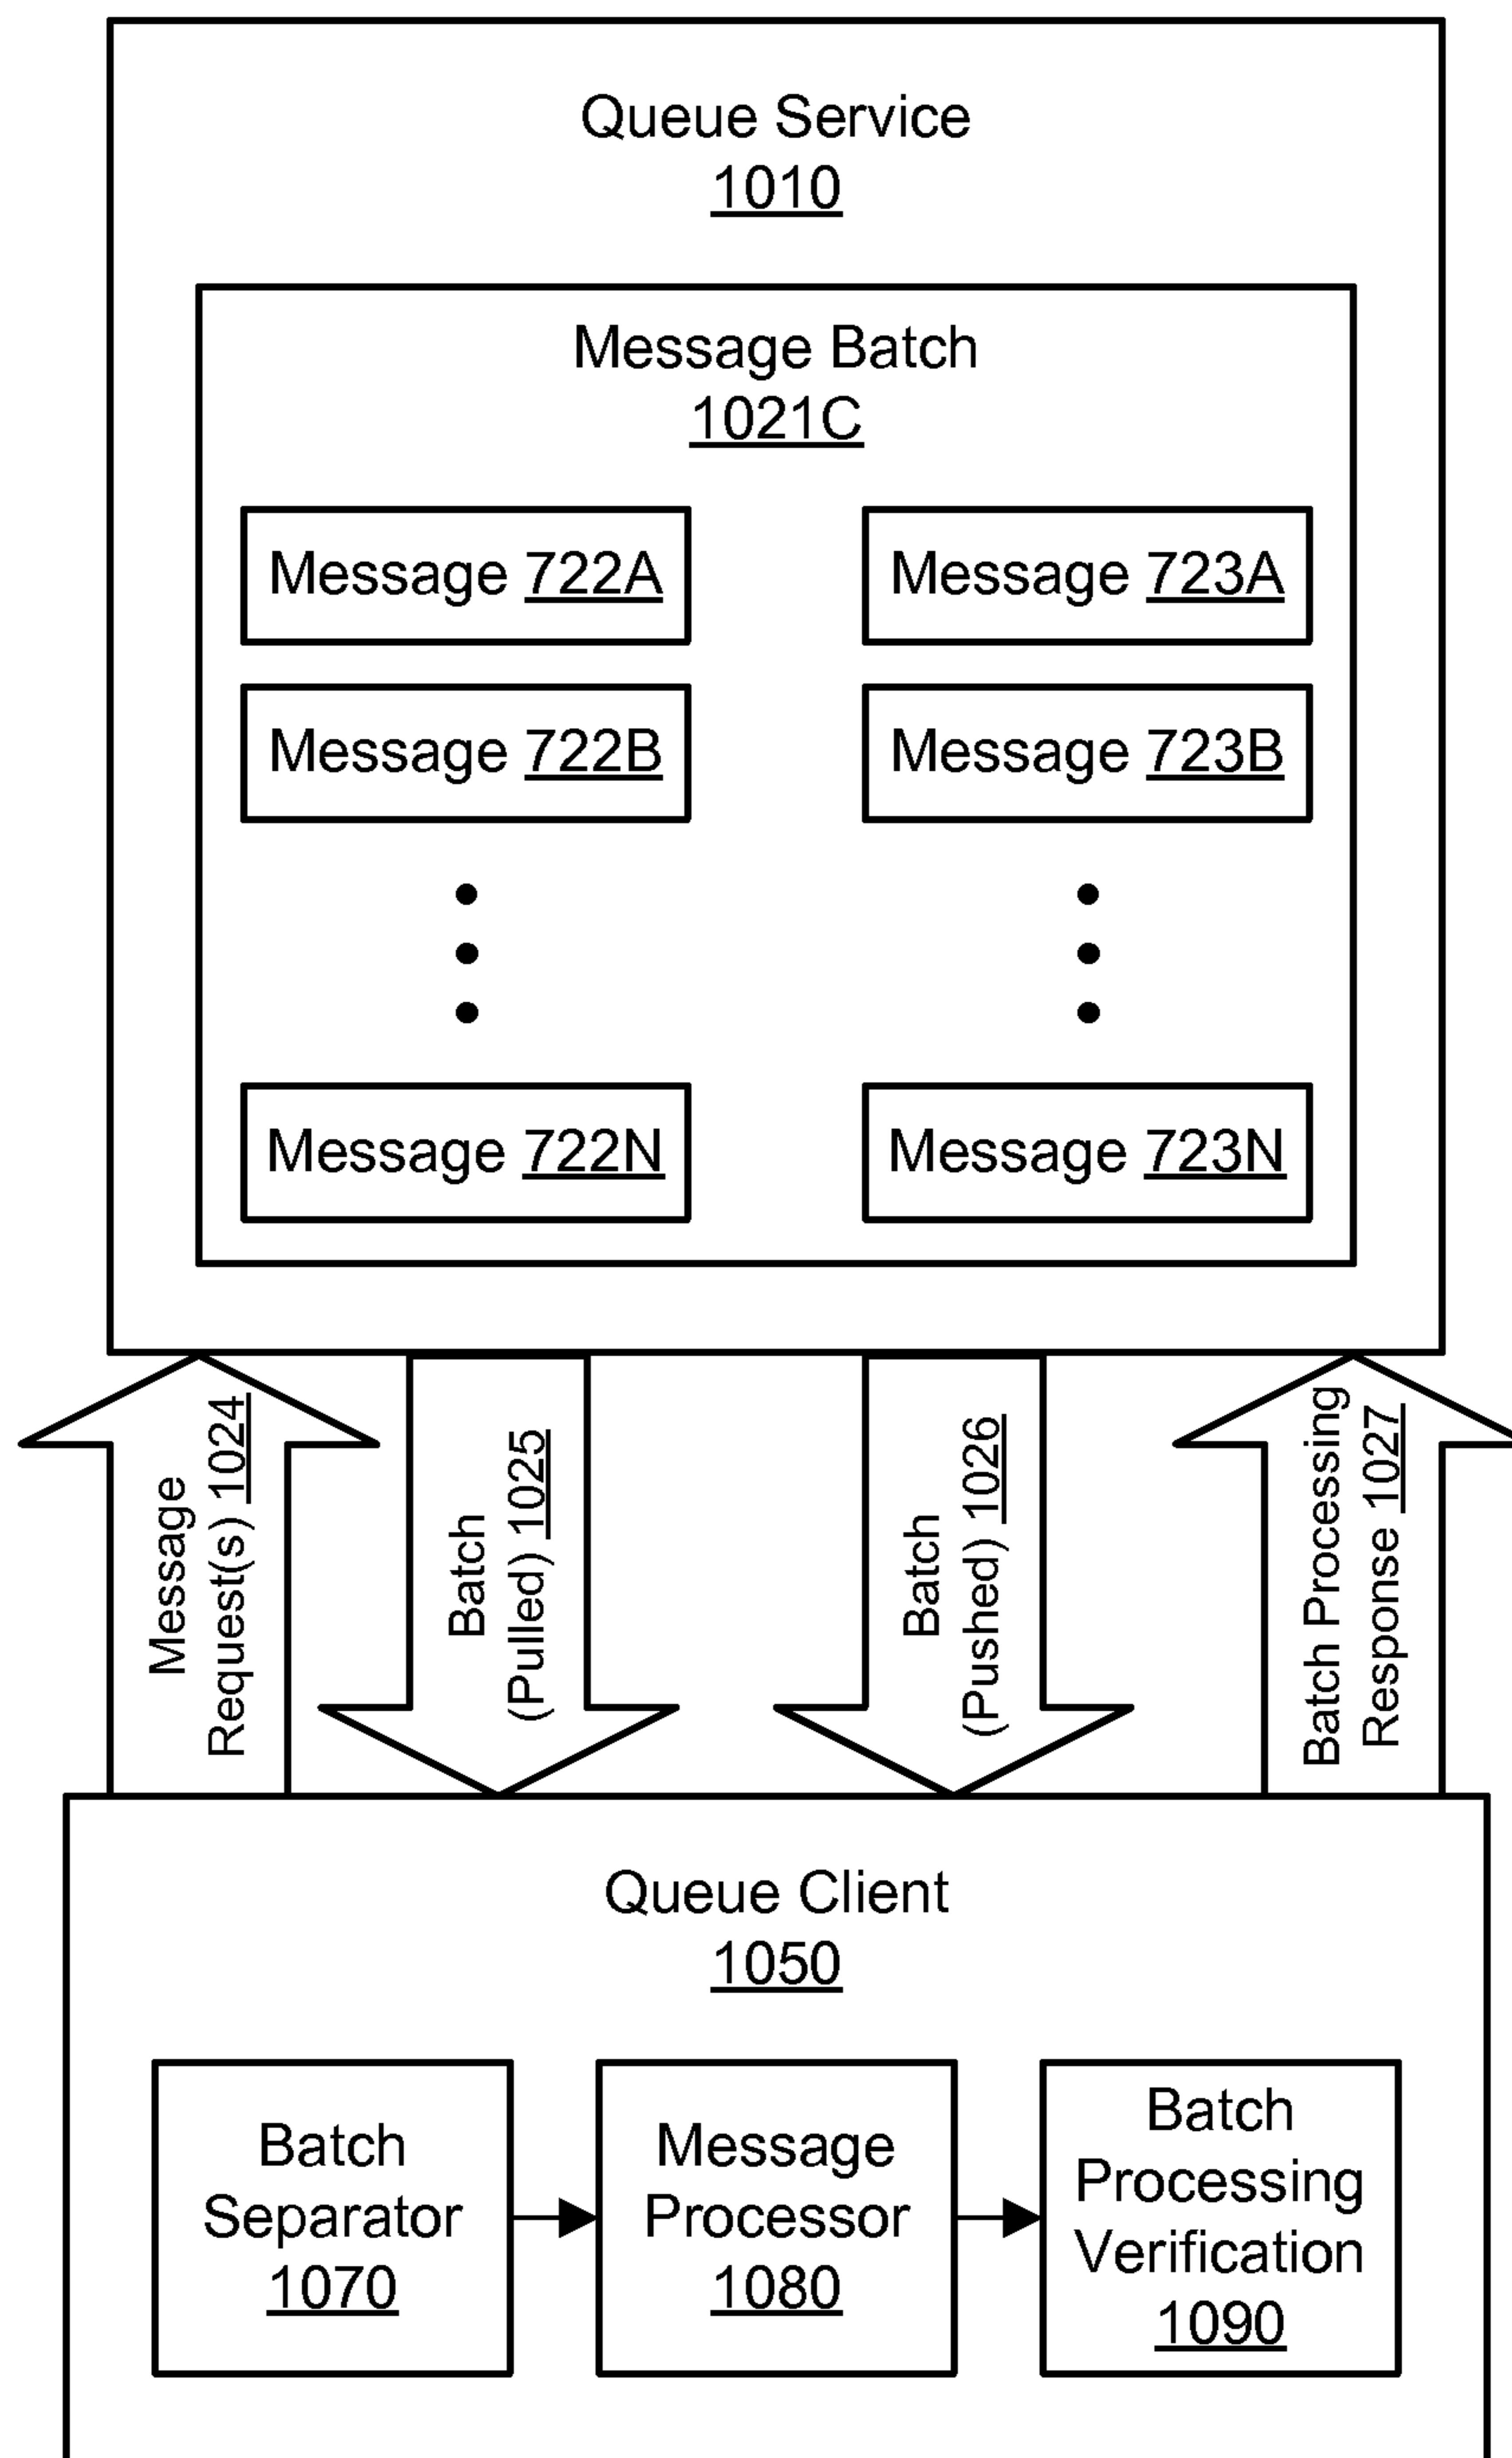 Queue Service
1010
Message Batch
1021C
Message 722A
Message 723A
Message 722B
Message 723B
Message 722N
Message 723N
Message
Request(s) 1024
Batch
(Pulled) 1025
Batch
(Pushed) 1026
Batch Processing
Response 1027
Queue Client
1050
Batch
Separator
1070
Message
Processor
1080
Batch
Processing
Verification
1090